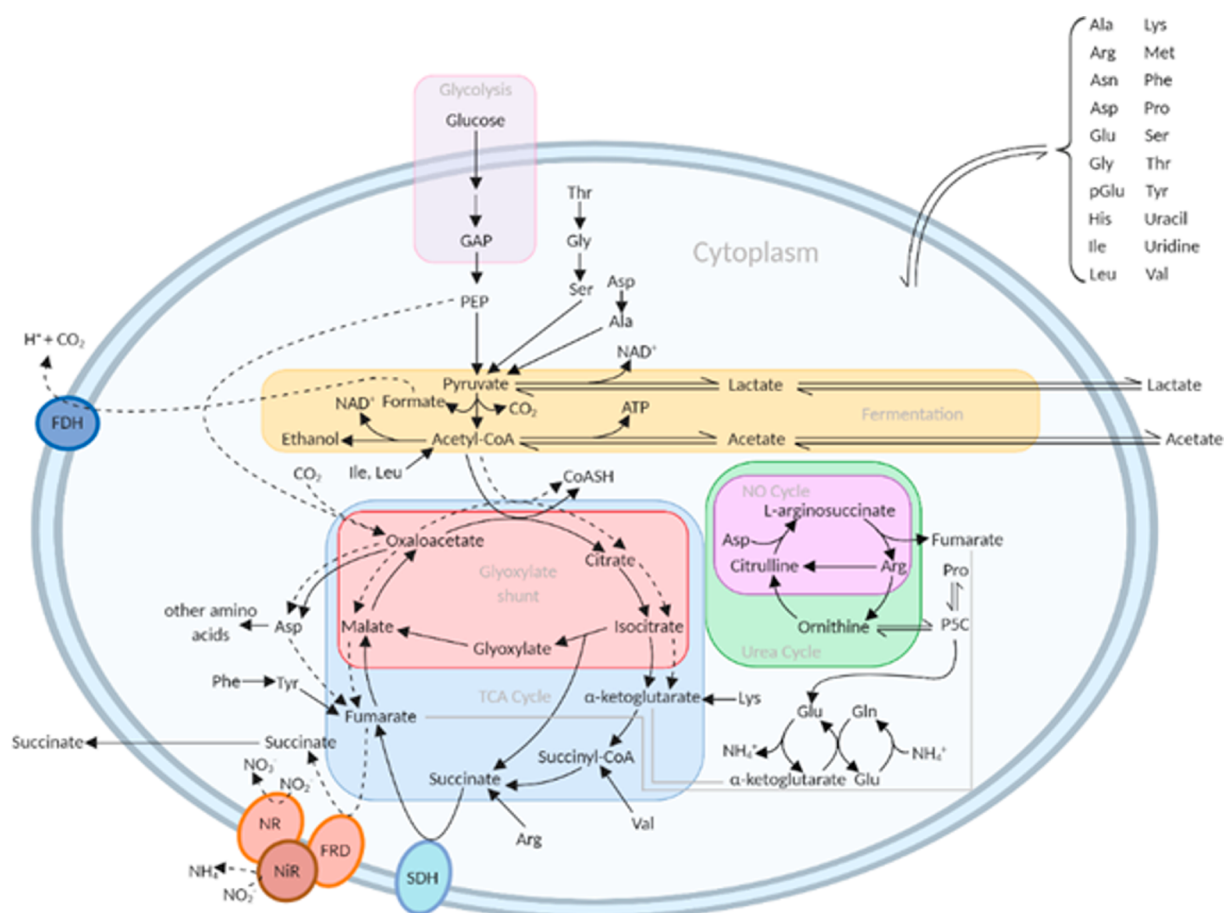 Ala Lys
Arg Met
Asn Phe
Asp Pro
Glu Ser
Gly Thr
pGlu Tyr
His Uracil
Ile Uridine
Leu Val
Glycolysis
Glucose
GAP
PEP
Thr
Gly
Ser
Asp
Ala
Cytoplasm
H⁺ + CO₂
FDH
NAD⁺
Pyruvate
Lactate
Lactate
NAD⁺
Formate
CO₂
ATP
Fermentation
Ethanol
Acetyl-CoA
Acetate
Acetate
CO₂
Ile, Leu
CoASH
NO Cycle
L-arginosuccinate
Oxaloacetate
Citrate
Asp
Fumarate
Citrulline
Arg
Pro
Glyoxylate
shunt
other amino
acids
Asp
Malate
Isocitrate
Glyoxylate
Ornithine
P5C
Urea Cycle
Phe
Tyr
TCA Cycle
α-ketoglutarate
Lys
Fumarate
Glu
Gln
Succinate
Succinate
NH₄⁺
NH₄⁺
Succinyl-CoA
NO₃⁻
NO₂⁻
Succinate
α-ketoglutarate
Glu
NR
Arg
Val
FRD
NH₄
NiR
SDH
NO₂⁻